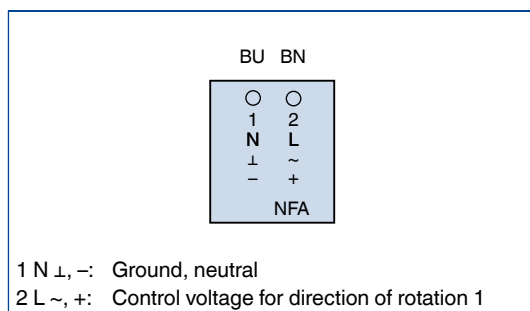 BU BN
1 2
N L
⊥ ~
– +
NFA
1 N ⊥, –: Ground, neutral
2 L ~, +: Control voltage for direction of rotation 1